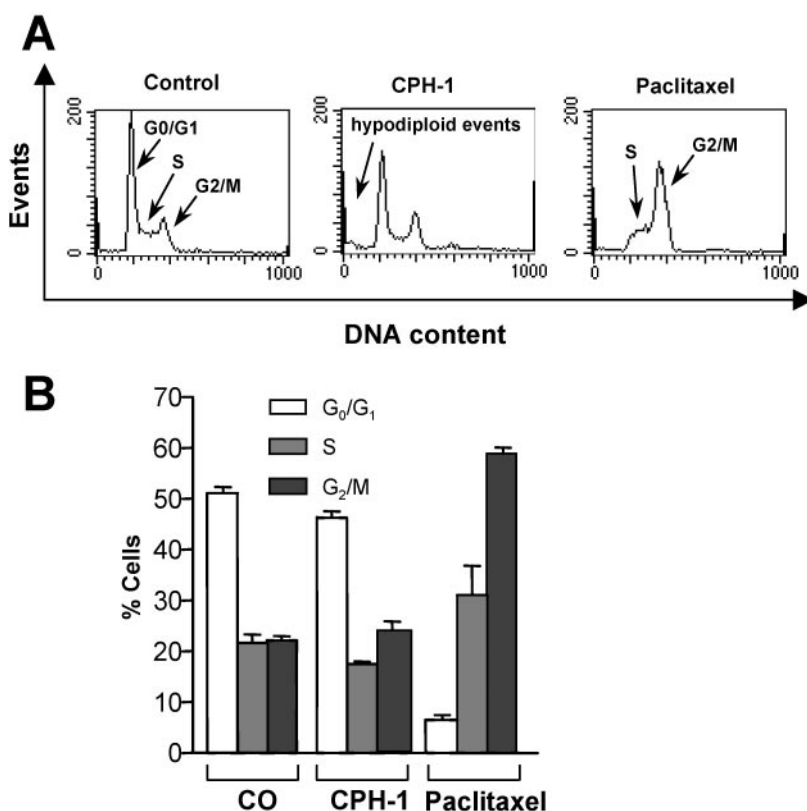 A
Control
CPH-1
Paclitaxel
Events
200
0
G0/G1
S
G2/M
0
1000
200
0
hypodiploid events
0
1000
200
0
S
G2/M
0
1000
DNA content
B
% Cells
70
60
50
40
30
20
10
0
G₀/G₁
S
G₂/M
CO
CPH-1
Paclitaxel